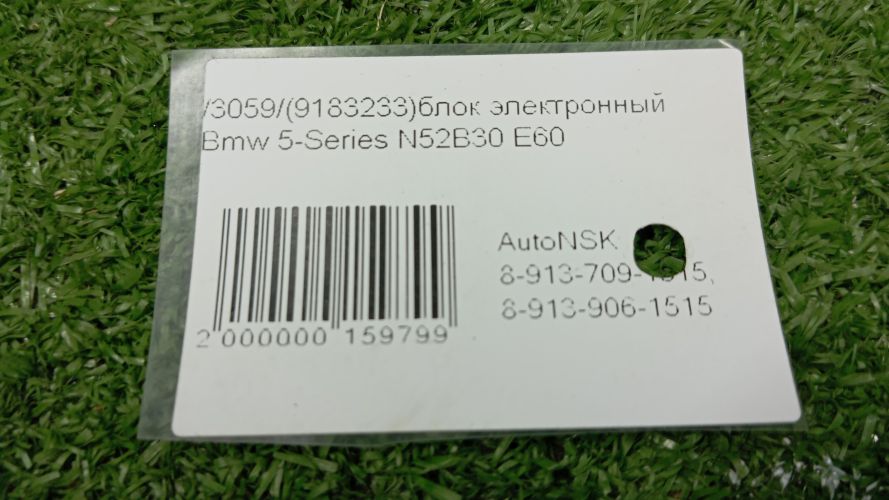 /3059/(9183233)блок электронный
Bmw 5-Series N52B30 E60
AutoNSK
8-913-709-1515,
8-913-906-1515
2 000000 159799